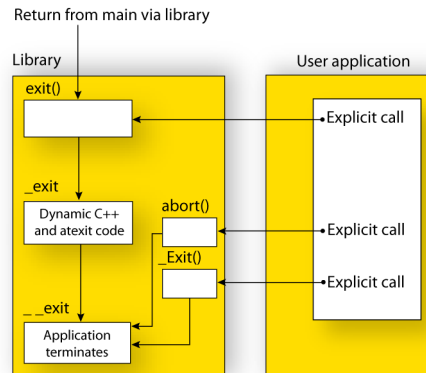 Return from main via library
Library
User application
exit()
Explicit call
_exit
Dynamic C++
and atexit code
abort()
Explicit call
_Exit()
Explicit call
_ _exit
Application
terminates